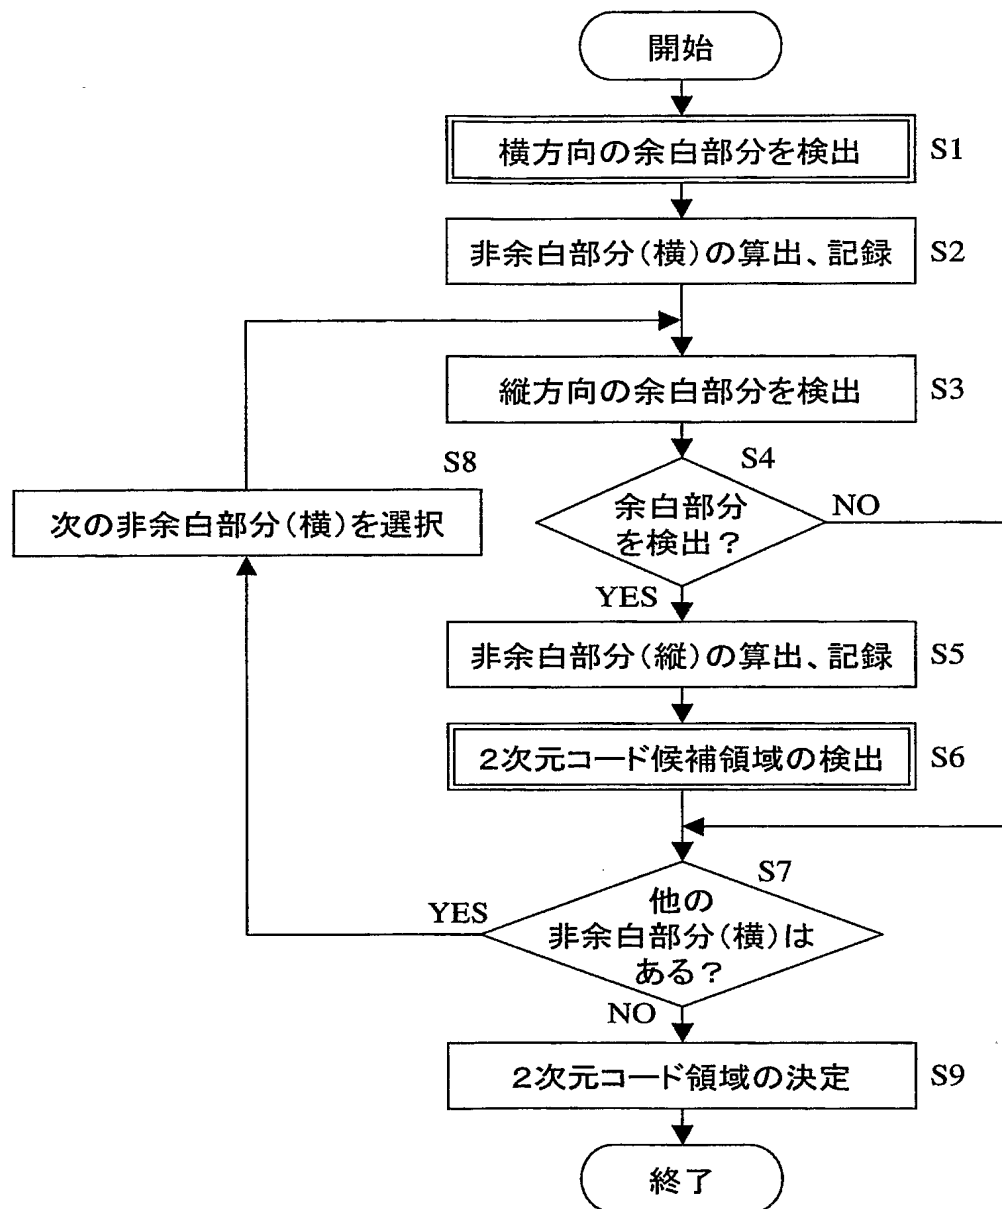 開始
横方向の余白部分を検出
S1
非余白部分(横)の算出、記録
S2
縦方向の余白部分を検出
S3
S8
次の非余白部分(横)を選択
S4
余白部分
を検出？
NO
YES
非余白部分(縦)の算出、記録
S5
2次元コード候補領域の検出
S6
S7
YES
他の
非余白部分(横)は
ある？
NO
2次元コード領域の決定
S9
終了